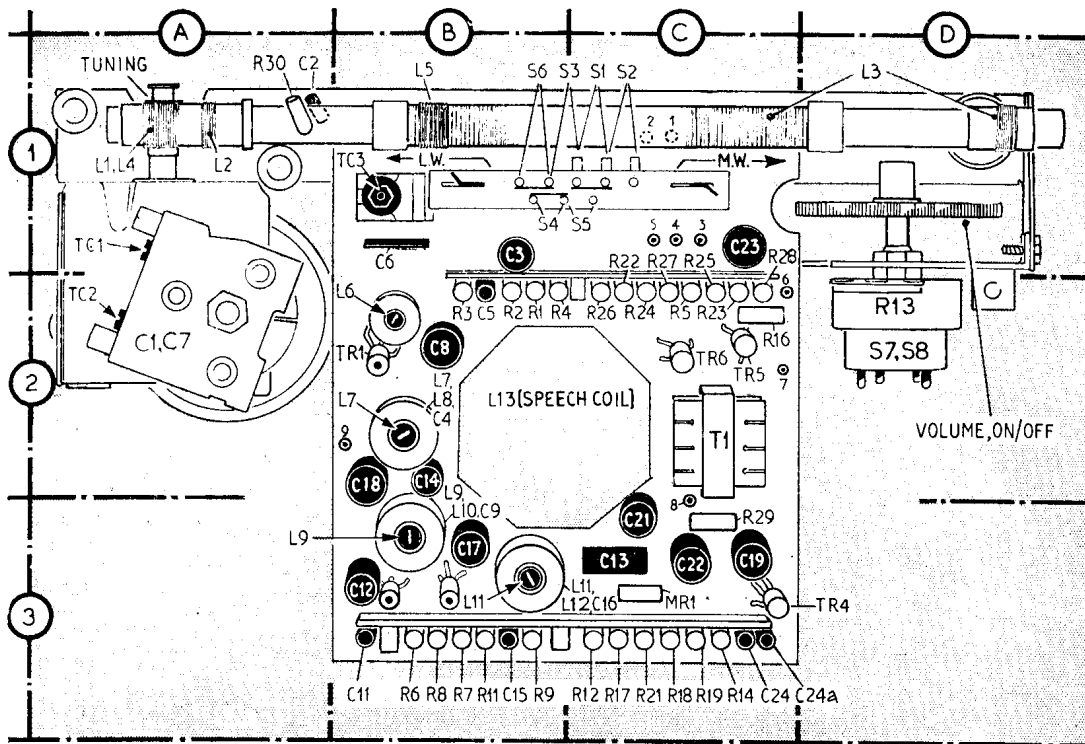 A B C D
TUNING R30 C2 L5 S6 S3 S1 S2 L3
2 1
1
L1,L4 L2 TC3 L.W. M.W.
S4 S5
TC1 5 4 3
C6 C3 C23
R22 R27 R25 R28
TC2 L6 6
R3 C5 R2 R1 R4 R26 R24 R5 R23 R16 R13
C1,C7 TR1 C8 TR6 TR5 S7,S8
2 7
L7,
L8,
C4
L7 L13(SPEECH COIL) T1 VOLUME,ON/OFF
9
C18 C14
L9,
L10,C9 8
C21 R29
L9 C17 C13 C22 C19
C12 L11 L11,
L12,C16 MR1 TR4
3
C11 R6 R8 R7 R11 C15 R9 R12 R17 R21 R18 R19 R14 C24 C24a